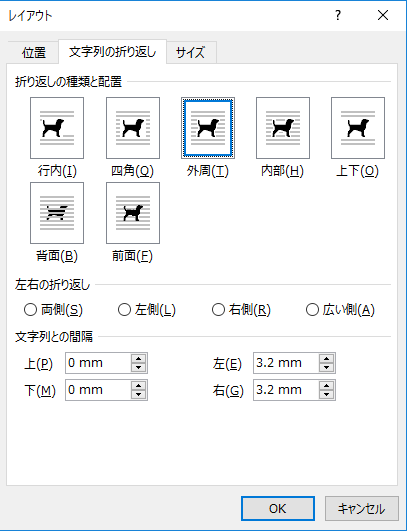 レイアウト ?
位置 文字列の折り返し サイズ
折り返しの種類と配置
行内(I) 四角(Q) 外周(T) 内部(H) 上下(O)
背面(B) 前面(F)
左右の折り返し
両側(S) 左側(L) 右側(R) 広い側(A)
文字列との間隔
上(P) 0 mm 左(E) 3.2 mm
下(M) 0 mm 右(G) 3.2 mm
OK キャンセル